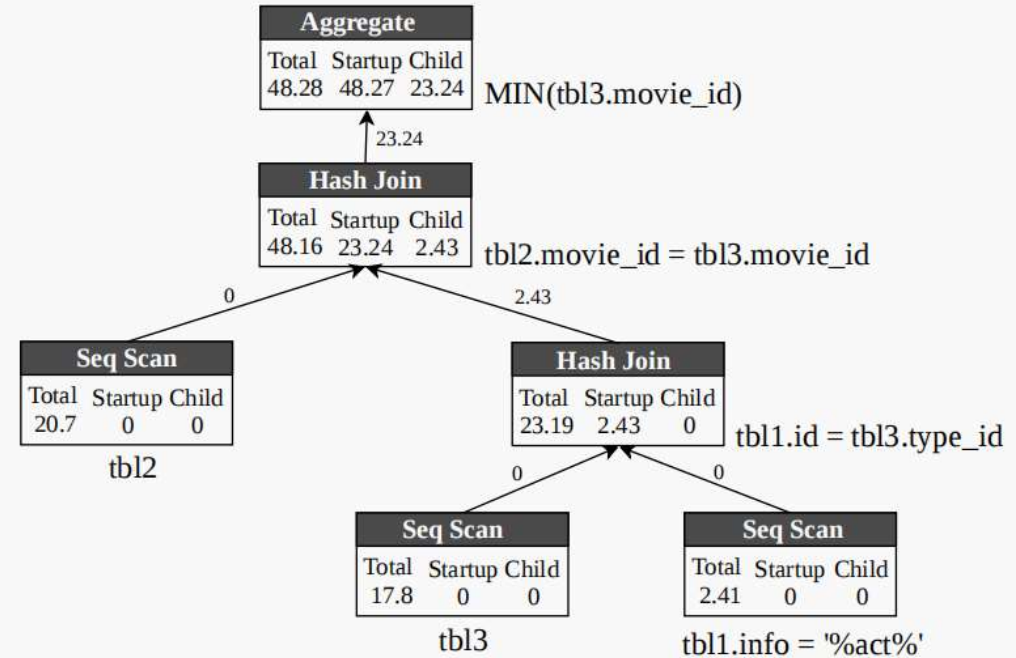 Aggregate
Total Startup Child
48.28 48.27 23.24
MIN(tbl3.movie_id)
23.24
Hash Join
Total Startup Child
48.16 23.24 2.43
tbl2.movie_id = tbl3.movie_id
0
2.43
Seq Scan
Total Startup Child
20.7 0 0
tbl2
Hash Join
Total Startup Child
23.19 2.43 0
tbl1.id = tbl3.type_id
0
0
Seq Scan
Total Startup Child
17.8 0 0
tbl3
Seq Scan
Total Startup Child
2.41 0 0
tbl1.info = '%act%'